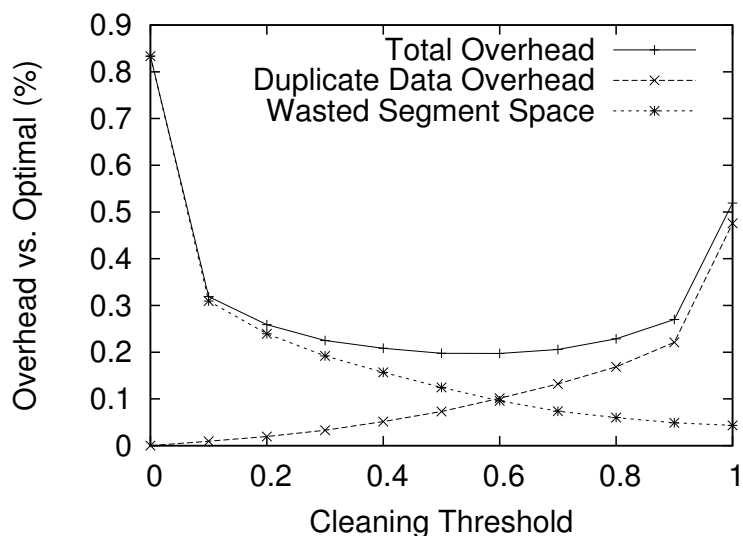 Total Overhead
Duplicate Data Overhead
Wasted Segment Space
Overhead vs. Optimal (%)
0.9
0.8
0.7
0.6
0.5
0.4
0.3
0.2
0.1
0
0 0.2 0.4 0.6 0.8 1
Cleaning Threshold